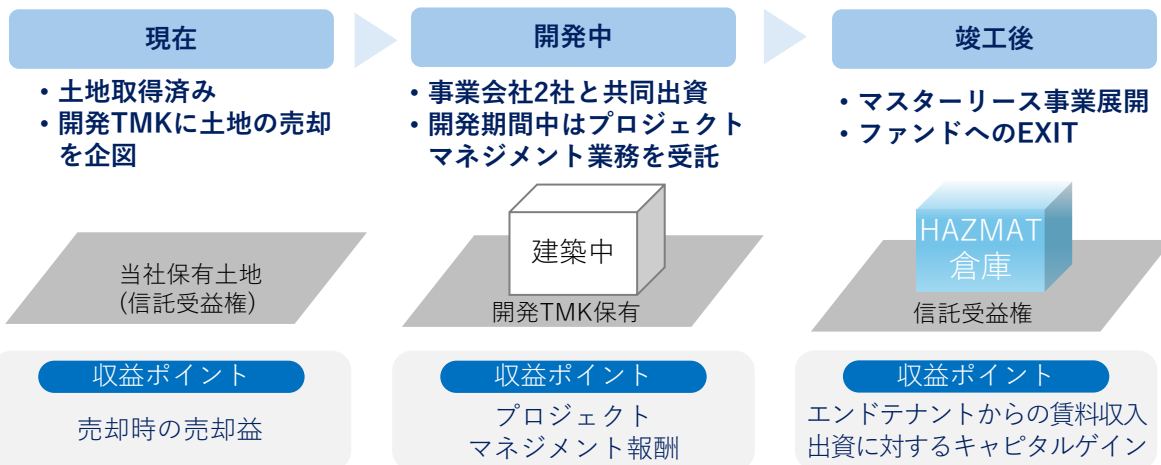 現在
・土地取得済み
・開発TMKに土地の売却
を企図
当社保有土地
(信託受益権)
収益ポイント
売却時の売却益
開発中
・事業会社2社と共同出資
・開発期間中はプロジェクト
マネジメント業務を受託
建築中
開発TMK保有
収益ポイント
プロジェクト
マネジメント報酬
竣工後
・マスターリース事業展開
・ファンドへのEXIT
HAZMAT
倉庫
信託受益権
収益ポイント
エンドテナントからの賃料収入
出資に対するキャピタルゲイン